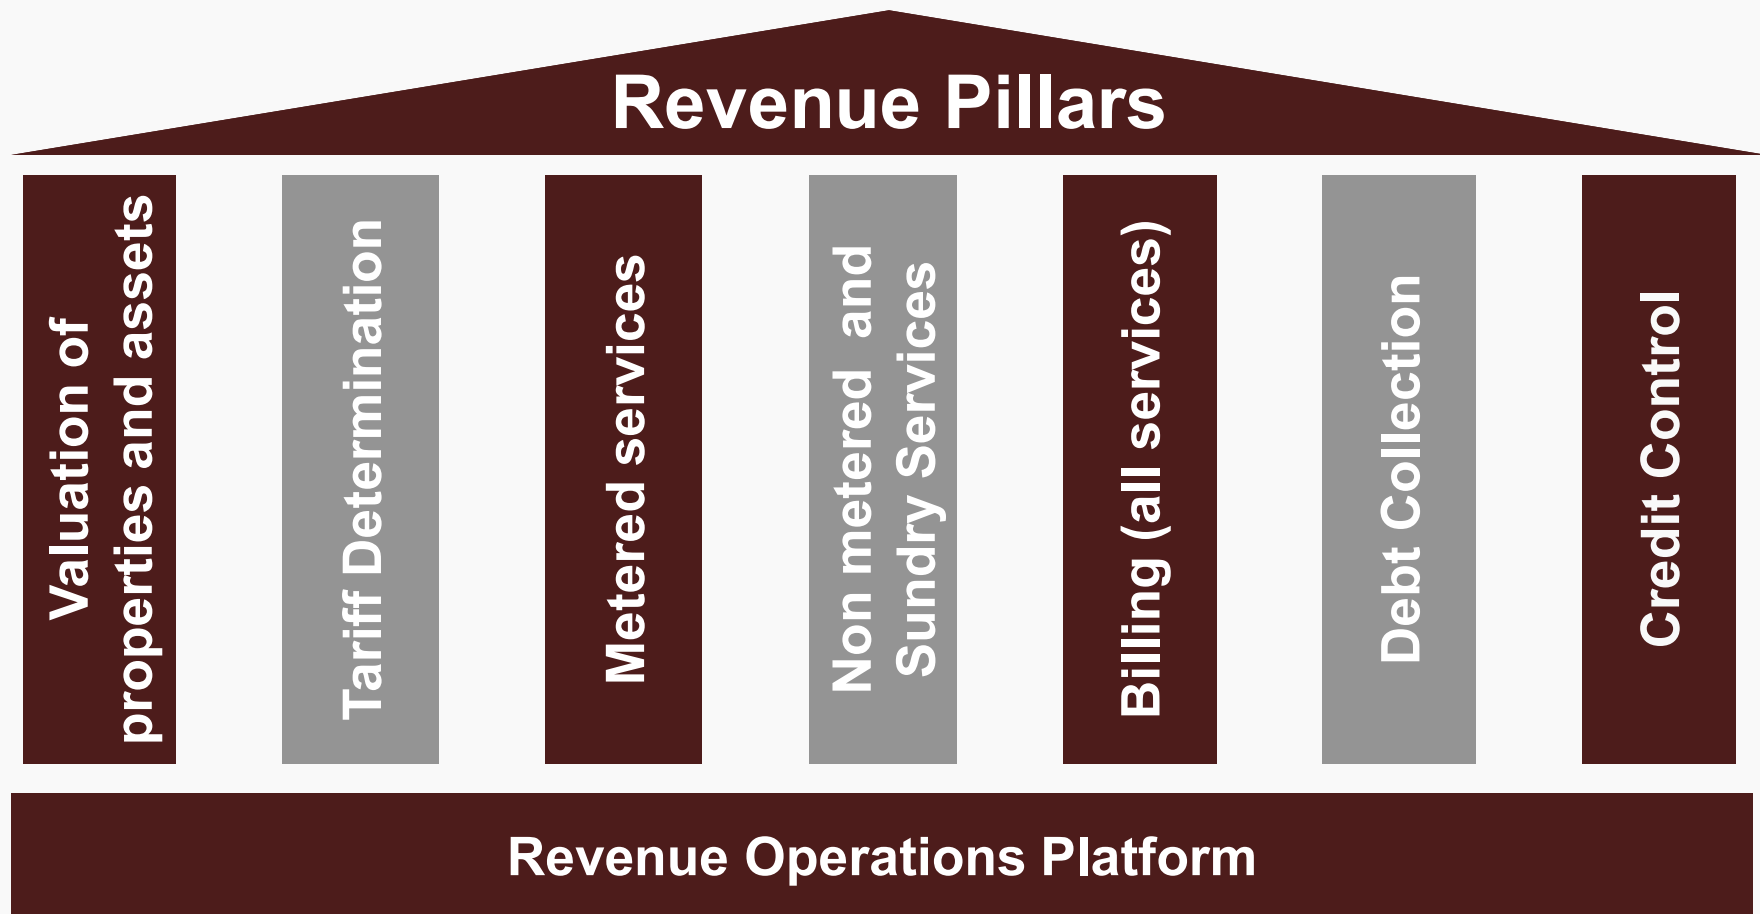 Revenue Pillars
Valuation of
properties and assets
Tariff Determination
Metered services
Non metered  and
Sundry Services
Billing (all services)
Debt Collection
Credit Control
Revenue Operations Platform